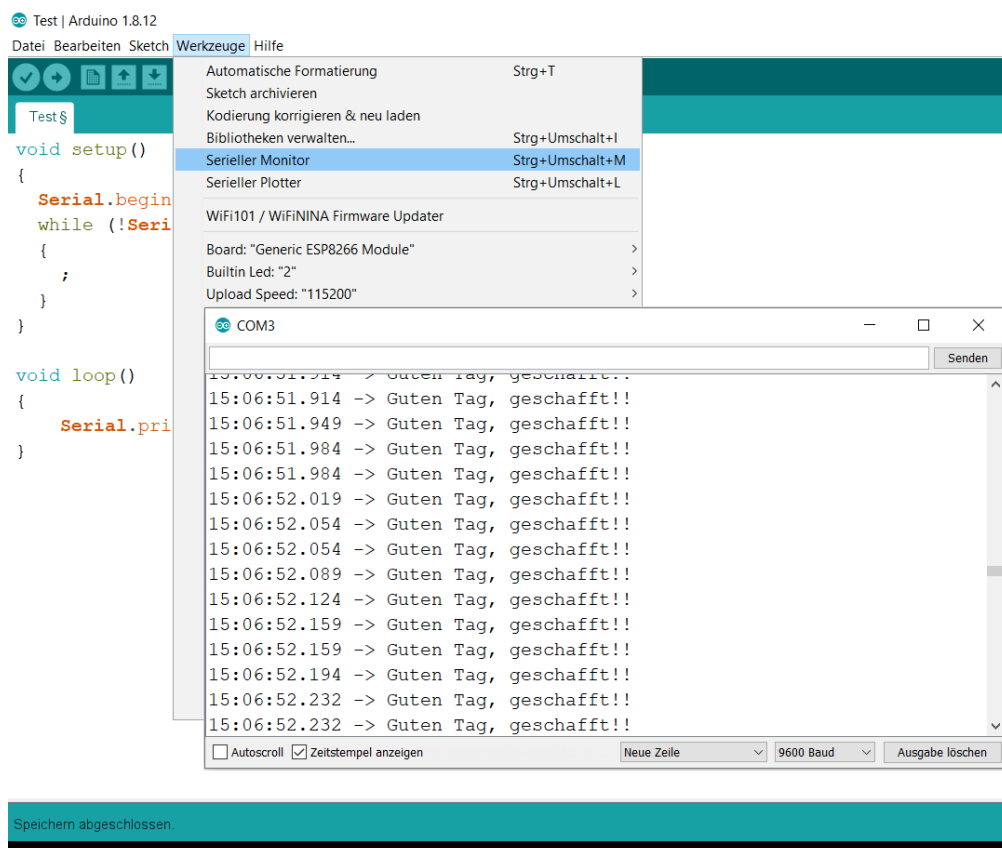 Test | Arduino 1.8.12
Datei Bearbeiten Sketch Werkzeuge Hilfe
Automatische Formatierung Strg+T
Sketch archivieren
Kodierung korrigieren & neu laden
Bibliotheken verwalten... Strg+Umschalt+I
Serieller Monitor Strg+Umschalt+M
Serieller Plotter Strg+Umschalt+L
WiFi101 / WiFiNINA Firmware Updater
Board: "Generic ESP8266 Module"
Builtin Led: "2"
Upload Speed: "115200"
Test §
void setup()
{
Serial.begin
while (!Seri
{
;
}
}
void loop()
{
Serial.pri
}
COM3
Senden
15:06:51.914 -> Guten Tag, geschafft!!
15:06:51.914 -> Guten Tag, geschafft!!
15:06:51.949 -> Guten Tag, geschafft!!
15:06:51.984 -> Guten Tag, geschafft!!
15:06:51.984 -> Guten Tag, geschafft!!
15:06:52.019 -> Guten Tag, geschafft!!
15:06:52.054 -> Guten Tag, geschafft!!
15:06:52.054 -> Guten Tag, geschafft!!
15:06:52.089 -> Guten Tag, geschafft!!
15:06:52.124 -> Guten Tag, geschafft!!
15:06:52.159 -> Guten Tag, geschafft!!
15:06:52.159 -> Guten Tag, geschafft!!
15:06:52.194 -> Guten Tag, geschafft!!
15:06:52.232 -> Guten Tag, geschafft!!
15:06:52.232 -> Guten Tag, geschafft!!
Autoscroll Zeitstempel anzeigen Neue Zeile 9600 Baud Ausgabe löschen
Speichern abgeschlossen.